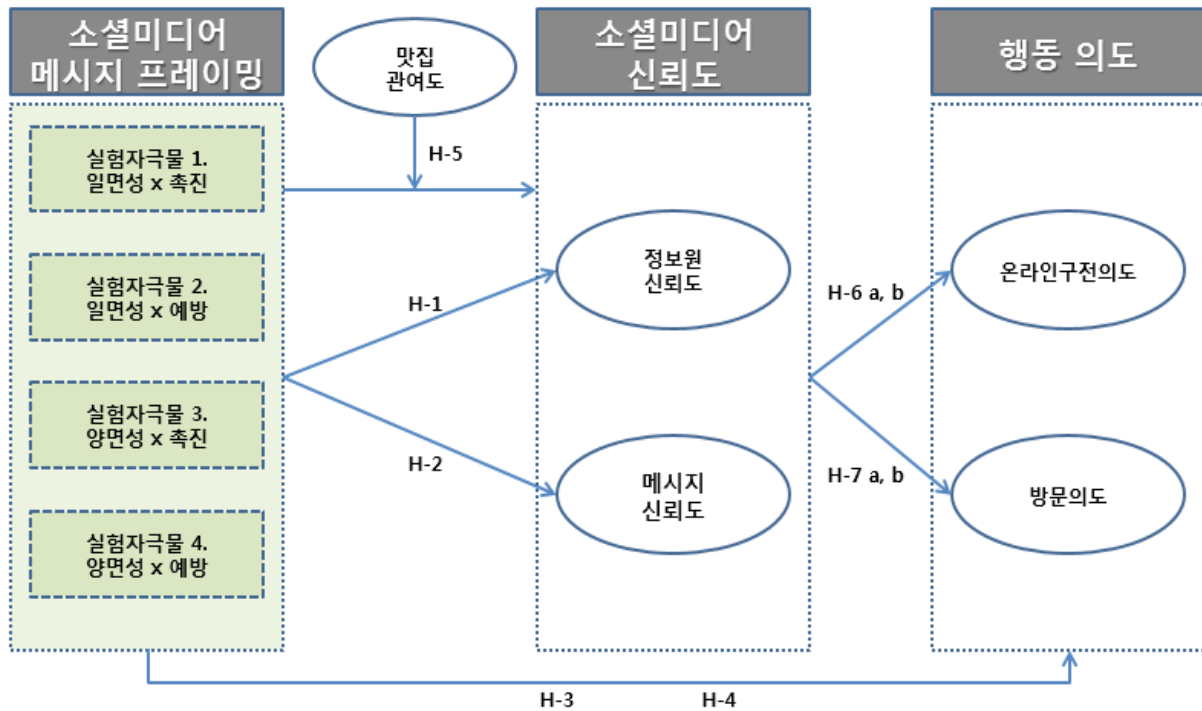 소셜미디어
메시지 프레이밍
맛집
관여도
소셜미디어
신뢰도
행동 의도
실험자극물 1.
일면성 x 촉진
H-5
실험자극물 2.
일면성 x 예방
H-1
정보원
신뢰도
H-6 a, b
온라인구전의도
실험자극물 3.
양면성 x 촉진
H-2
메시지
신뢰도
H-7 a, b
방문의도
실험자극물 4.
양면성 x 예방
H-3
H-4